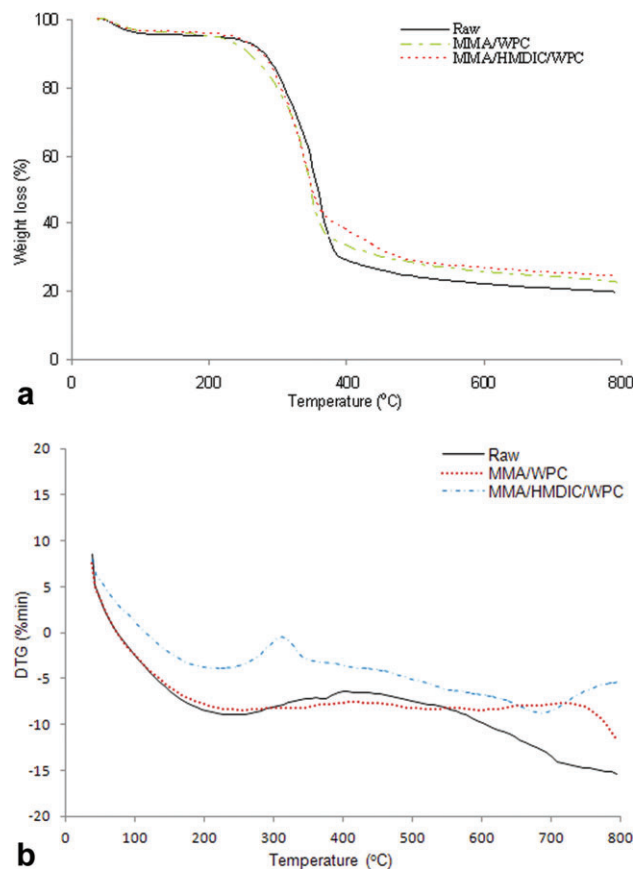 100
80
60
40
20
0
Weight loss (%)
Raw
MMA/WPC
MMA/HMDIC/WPC
0
200
400
600
800
Temperature (°C)
a
20
15
10
5
0
-5
-10
-15
-20
DTG (%min)
Raw
MMA/WPC
MMA/HMDIC/WPC
0
100
200
300
400
500
600
700
800
Temperature (°C)
b